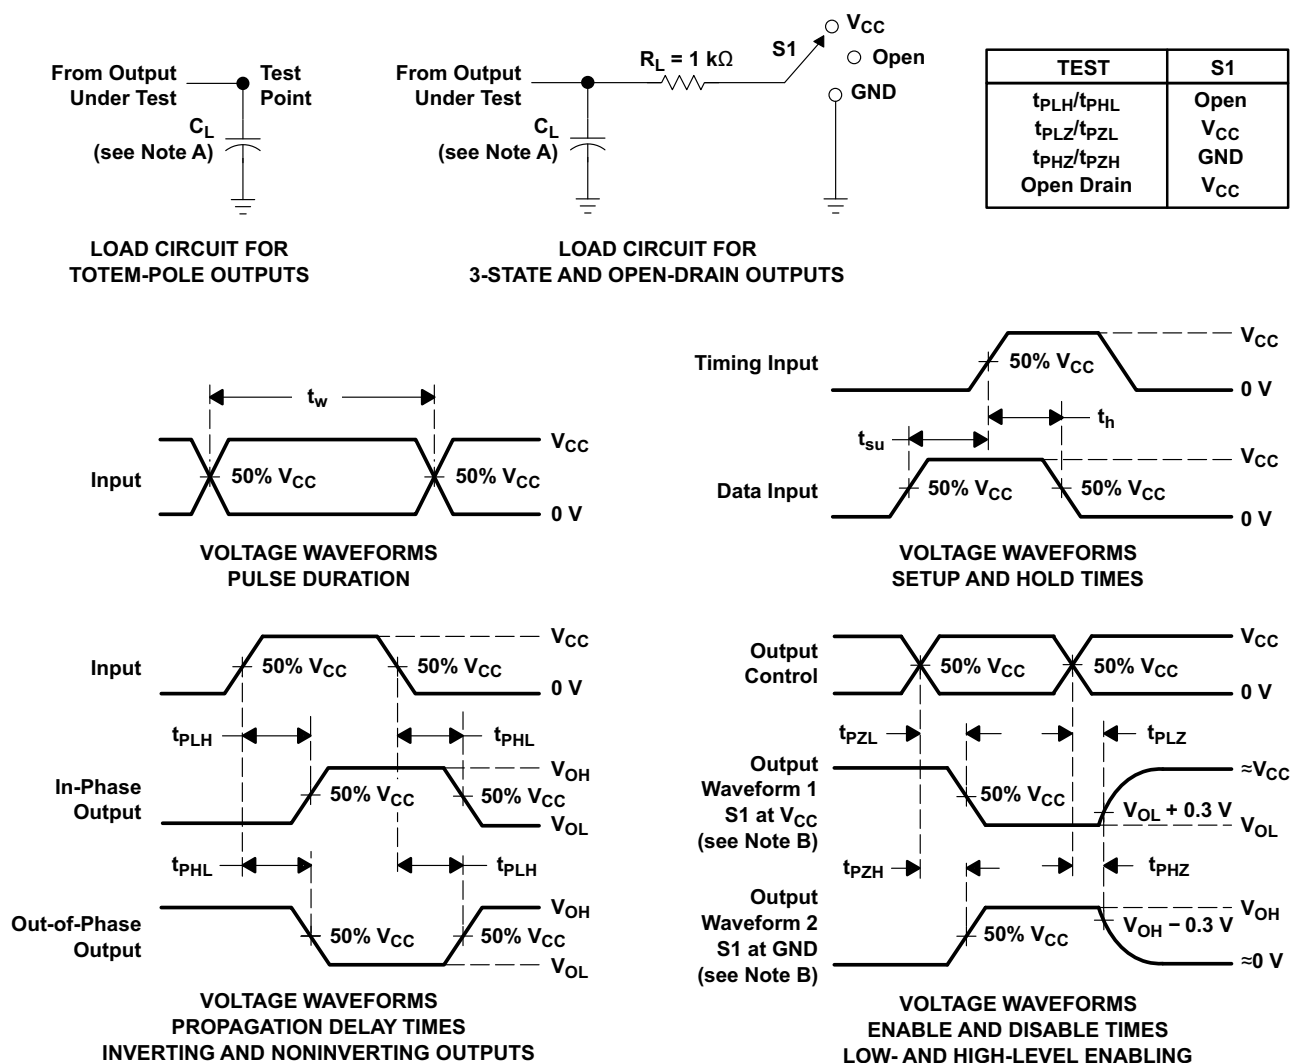 From Output
Under Test
Test
Point
C_L
(see Note A)
LOAD CIRCUIT FOR
TOTEM-POLE OUTPUTS
From Output
Under Test
R_L = 1 kΩ
S1
V_CC
Open
GND
C_L
(see Note A)
LOAD CIRCUIT FOR
3-STATE AND OPEN-DRAIN OUTPUTS
TEST S1
t_PLH/t_PHL Open
t_PLZ/t_PZL V_CC
t_PHZ/t_PZH GND
Open Drain V_CC
t_w
Input
50% V_CC
50% V_CC
V_CC
0 V
VOLTAGE WAVEFORMS
PULSE DURATION
Timing Input
50% V_CC
V_CC
0 V
t_su
t_h
Data Input
50% V_CC
50% V_CC
V_CC
0 V
VOLTAGE WAVEFORMS
SETUP AND HOLD TIMES
Input
50% V_CC
50% V_CC
V_CC
0 V
t_PLH
t_PHL
In-Phase
Output
50% V_CC
50% V_CC
V_OH
V_OL
t_PHL
t_PLH
Out-of-Phase
Output
50% V_CC
50% V_CC
V_OH
V_OL
VOLTAGE WAVEFORMS
PROPAGATION DELAY TIMES
INVERTING AND NONINVERTING OUTPUTS
Output
Control
50% V_CC
50% V_CC
V_CC
0 V
t_PZL
t_PLZ
Output
Waveform 1
S1 at V_CC
(see Note B)
50% V_CC
≈V_CC
V_OL + 0.3 V
V_OL
t_PZH
t_PHZ
Output
Waveform 2
S1 at GND
(see Note B)
50% V_CC
V_OH
V_OH − 0.3 V
≈0 V
VOLTAGE WAVEFORMS
ENABLE AND DISABLE TIMES
LOW- AND HIGH-LEVEL ENABLING